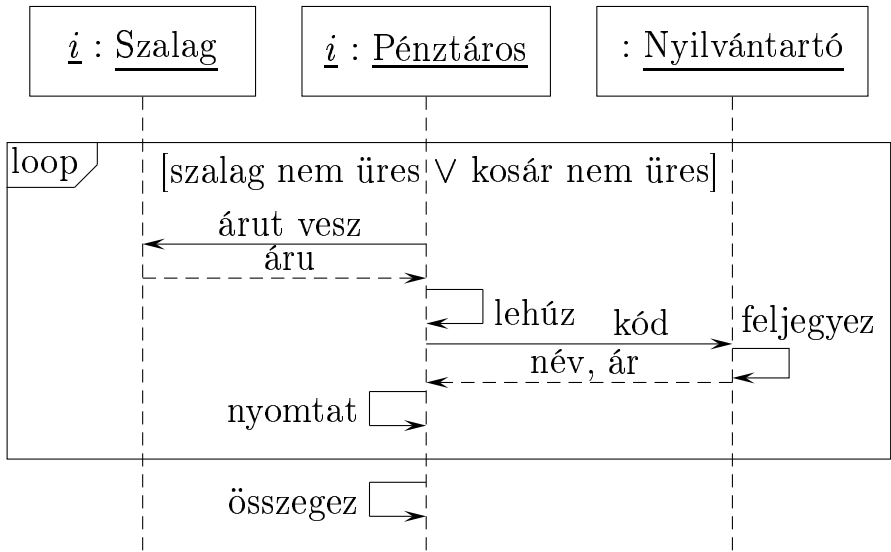 i : Szalag
i : Pénztáros
: Nyilvántartó
loop
[szalag nem üres ∨ kosár nem üres]
árut vesz
áru
lehúz
kód
feljegyez
név, ár
nyomtat
összegez